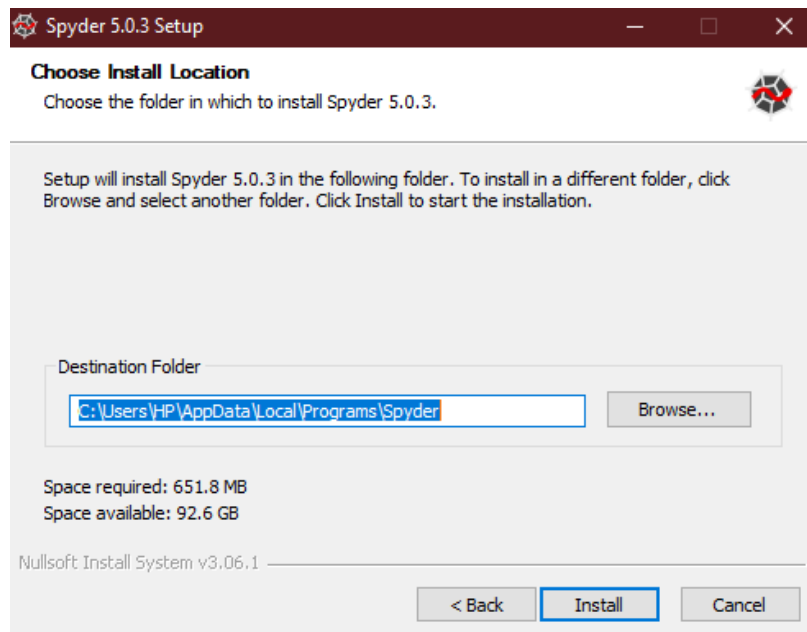 Spyder 5.0.3 Setup
Choose Install Location
Choose the folder in which to install Spyder 5.0.3.
Setup will install Spyder 5.0.3 in the following folder. To install in a different folder, click
Browse and select another folder. Click Install to start the installation.
Destination Folder
C:\Users\HP\AppData\Local\Programs\Spyder
Browse...
Space required: 651.8 MB
Space available: 92.6 GB
Nullsoft Install System v3.06.1
< Back
Install
Cancel